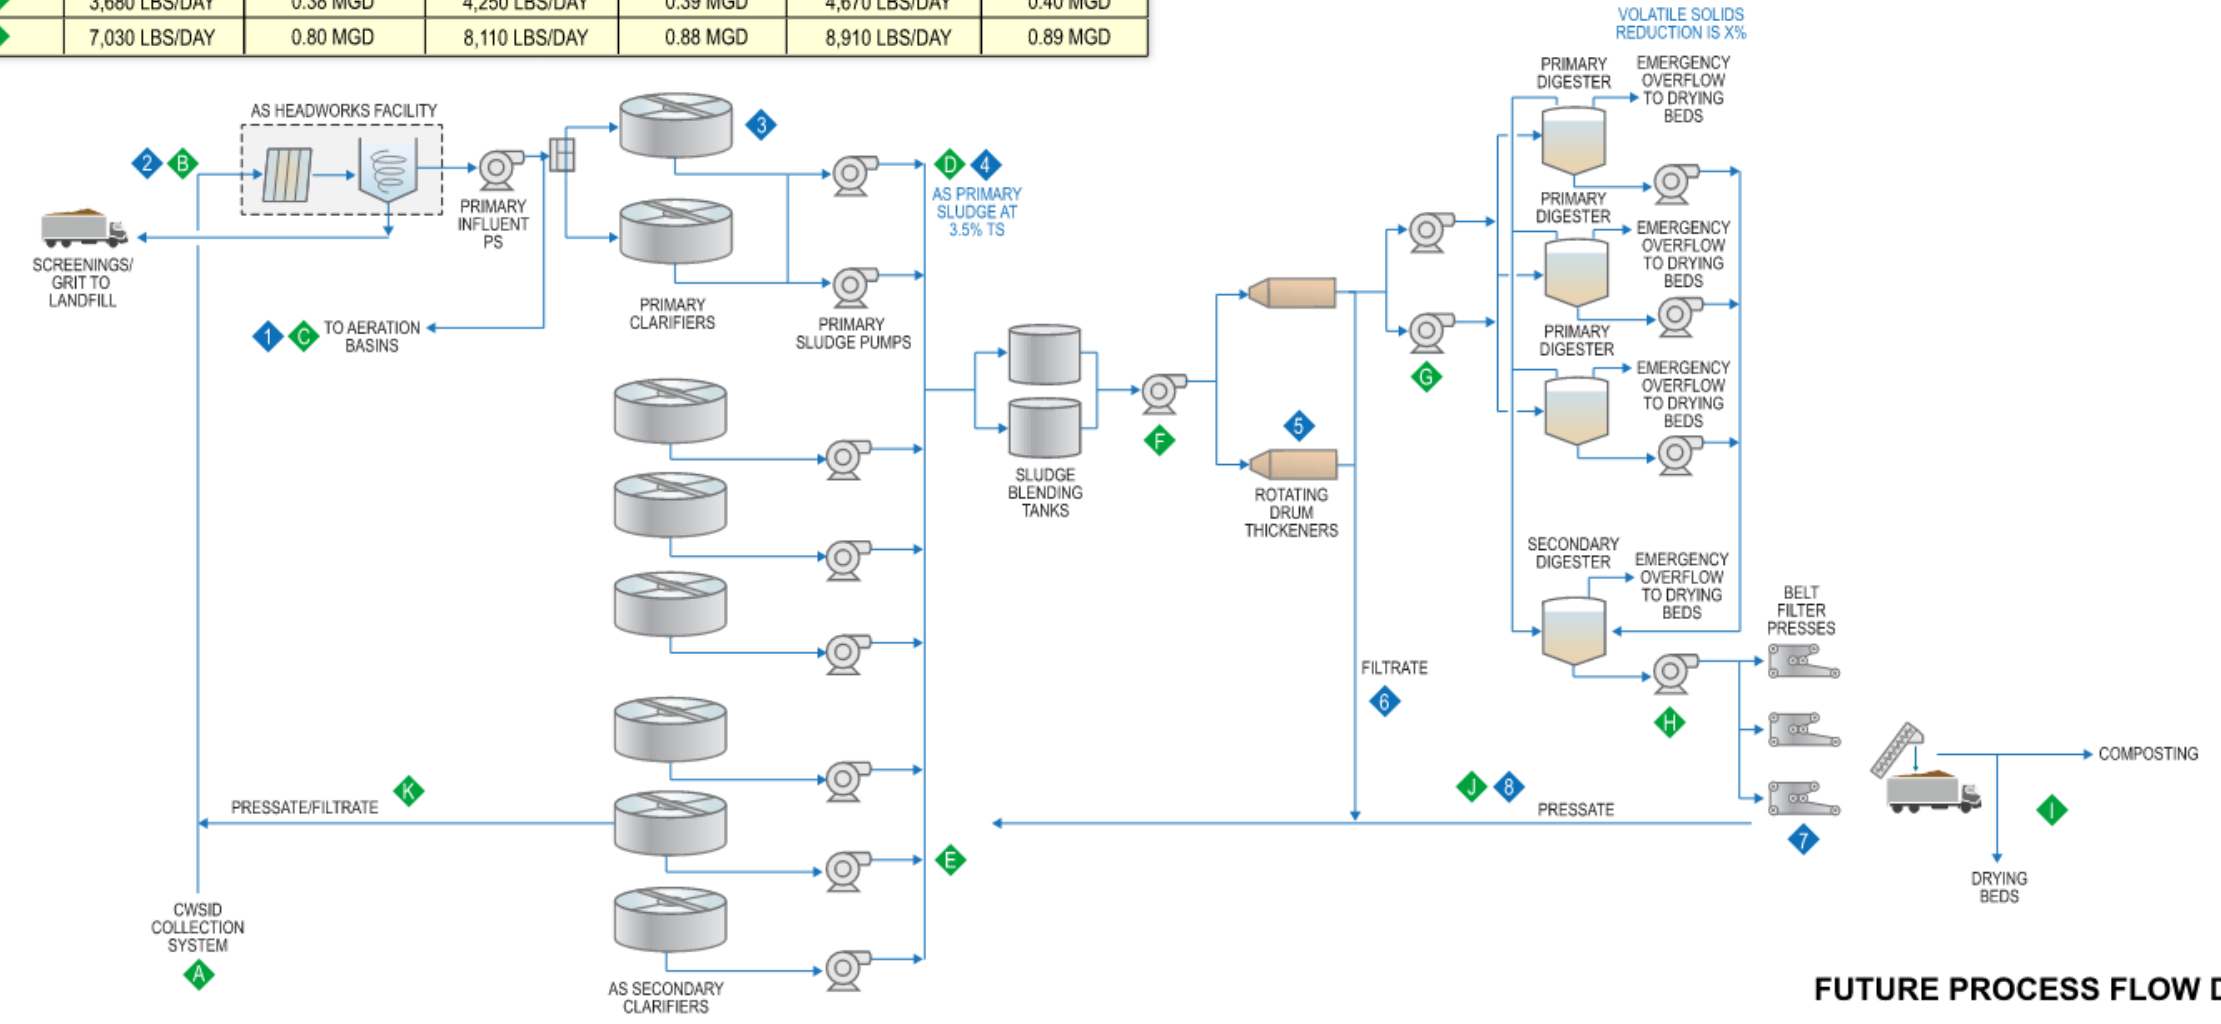 3,680 LBS/DAY 0.38 MGD 4,250 LBS/DAY 0.39 MGD 4,670 LBS/DAY 0.40 MGD
7,030 LBS/DAY 0.80 MGD 8,110 LBS/DAY 0.88 MGD 8,910 LBS/DAY 0.89 MGD
VOLATILE SOLIDS
REDUCTION IS X%
AS HEADWORKS FACILITY
2 B
SCREENINGS/
GRIT TO
LANDFILL
PRIMARY
INFLUENT
PS
1 C
TO AERATION
BASINS
3
PRIMARY
CLARIFIERS
PRIMARY
SLUDGE PUMPS
D 4
AS PRIMARY
SLUDGE AT
3.5% TS
SLUDGE
BLENDING
TANKS
F
5
ROTATING
DRUM
THICKENERS
G
PRIMARY
DIGESTER
EMERGENCY
OVERFLOW
TO DRYING
BEDS
PRIMARY
DIGESTER
EMERGENCY
OVERFLOW
TO DRYING
BEDS
PRIMARY
DIGESTER
EMERGENCY
OVERFLOW
TO DRYING
BEDS
SECONDARY
DIGESTER
EMERGENCY
OVERFLOW
TO DRYING
BEDS
BELT
FILTER
PRESSES
FILTRATE
6
H
J 8
PRESSATE
7
COMPOSTING
I
DRYING
BEDS
K
PRESSATE/FILTRATE
E
CWSID
COLLECTION
SYSTEM
A
AS SECONDARY
CLARIFIERS
FUTURE PROCESS FLOW D